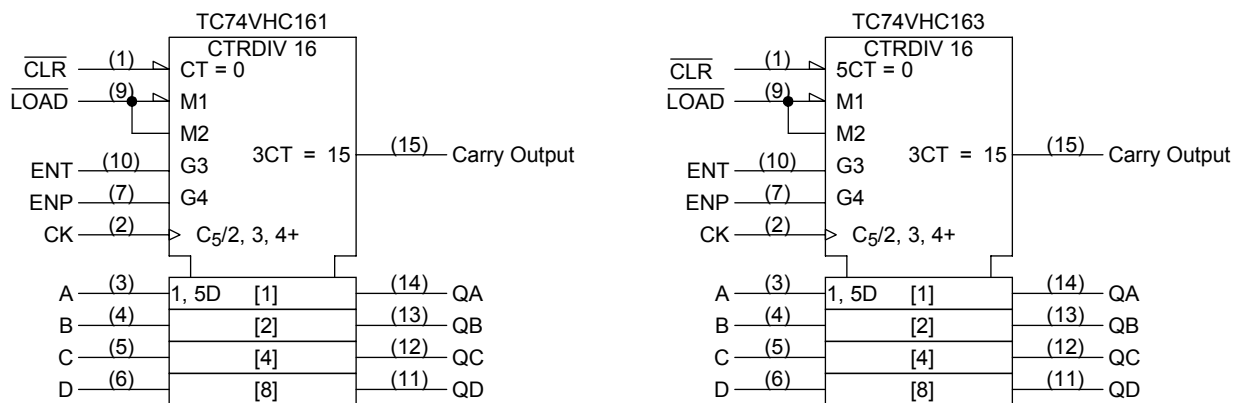 TC74VHC161
CTRDIV 16
CLR (1) CT = 0
LOAD (9) M1
M2
3CT = 15 (15) Carry Output
ENT (10) G3
ENP (7) G4
CK (2) C5/2, 3, 4+
A (3) 1, 5D [1] (14) QA
B (4) [2] (13) QB
C (5) [4] (12) QC
D (6) [8] (11) QD
TC74VHC163
CTRDIV 16
CLR (1) 5CT = 0
LOAD (9) M1
M2
3CT = 15 (15) Carry Output
ENT (10) G3
ENP (7) G4
CK (2) C5/2, 3, 4+
A (3) 1, 5D [1] (14) QA
B (4) [2] (13) QB
C (5) [4] (12) QC
D (6) [8] (11) QD